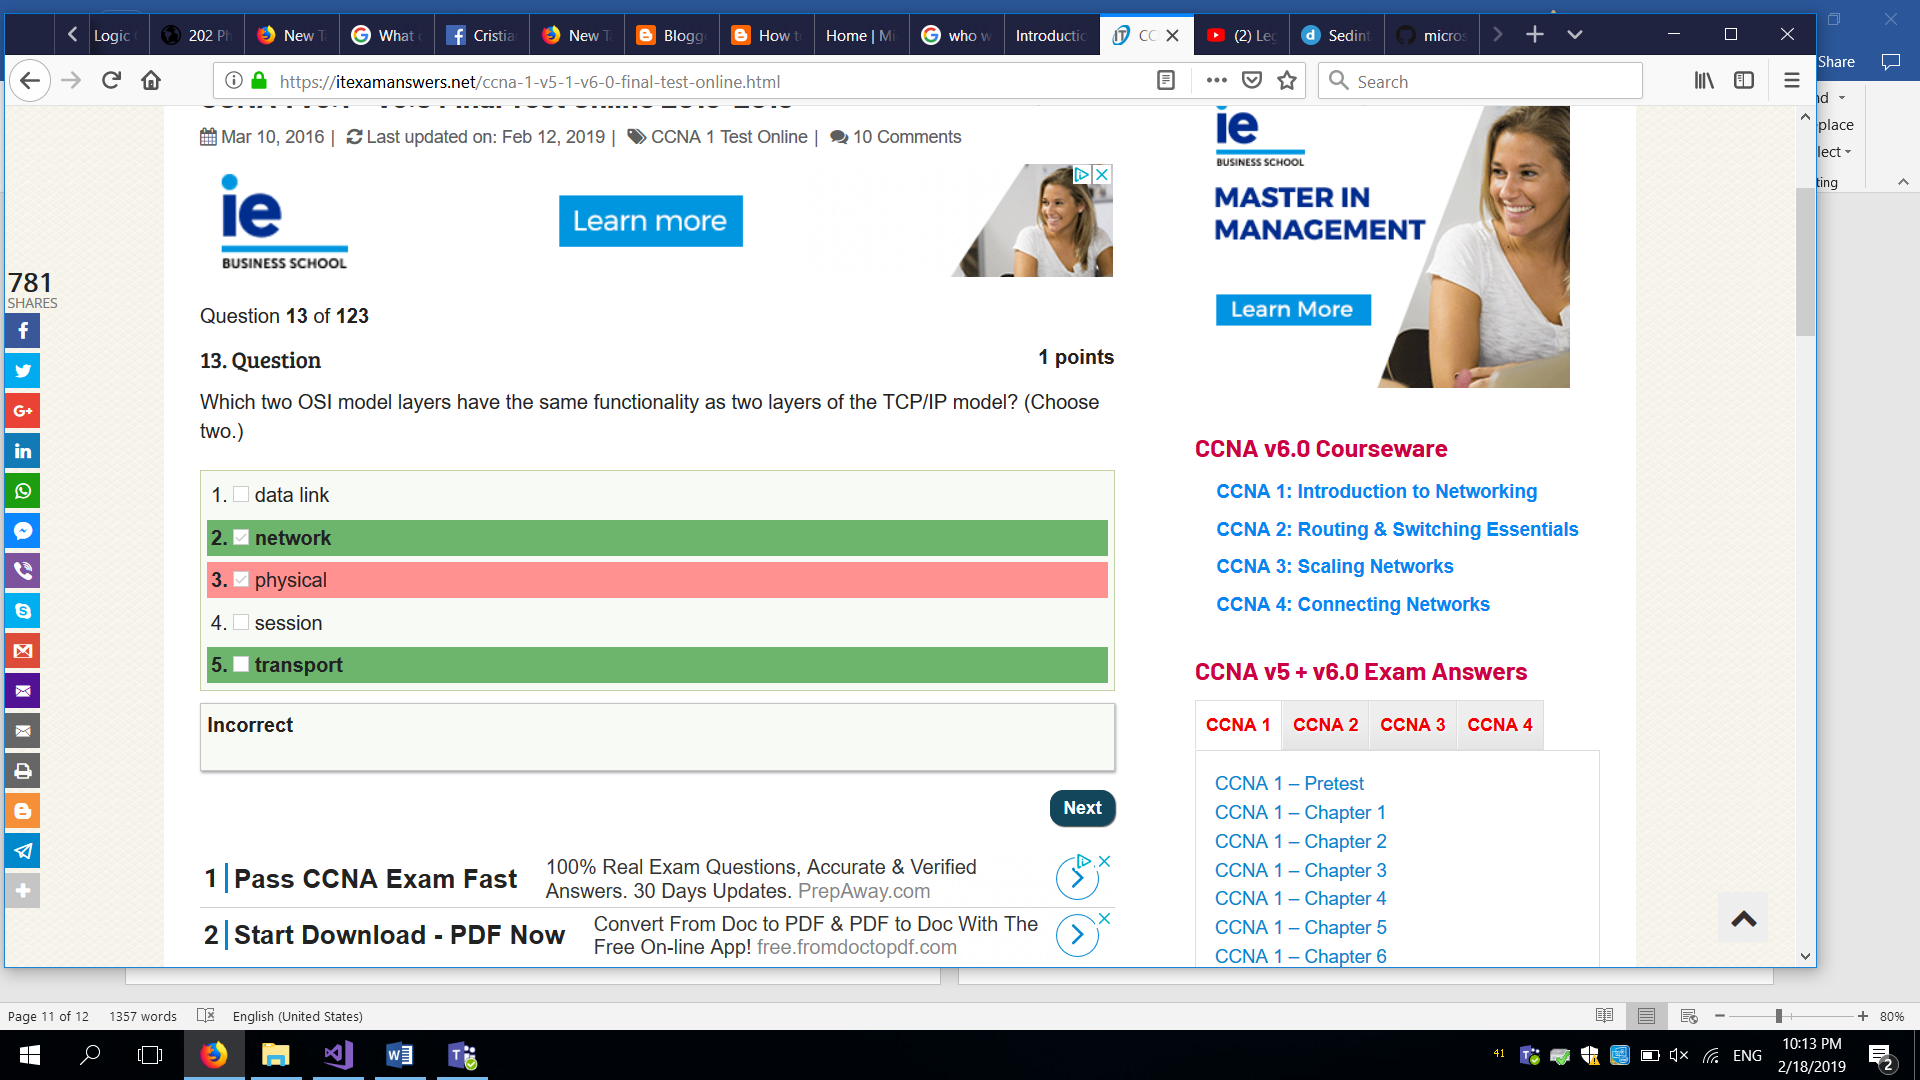 Logic
202 Ph
New T
What
Cristia
New T
Blogg
How t
Home | Mi
who w
Introductio
CC
(2) Leg
Sedint
micros
https://itexamanswers.net/ccna-1-v5-1-v6-0-final-test-online.html
Search
Share
nd
place
lect
ting
Mar 10, 2016 | Last updated on: Feb 12, 2019 | CCNA 1 Test Online | 10 Comments
ie
BUSINESS SCHOOL
Learn more
ie
BUSINESS SCHOOL
MASTER IN
MANAGEMENT
Learn More
781
SHARES
Question 13 of 123
13. Question
1 points
Which two OSI model layers have the same functionality as two layers of the TCP/IP model? (Choose
two.)
1. data link
2. network
3. physical
4. session
5. transport
Incorrect
Next
1 Pass CCNA Exam Fast
100% Real Exam Questions, Accurate & Verified
Answers. 30 Days Updates. PrepAway.com
2 Start Download - PDF Now
Convert From Doc to PDF & PDF to Doc With The
Free On-line App! free.fromdoctopdf.com
CCNA v6.0 Courseware
CCNA 1: Introduction to Networking
CCNA 2: Routing & Switching Essentials
CCNA 3: Scaling Networks
CCNA 4: Connecting Networks
CCNA v5 + v6.0 Exam Answers
CCNA 1
CCNA 2
CCNA 3
CCNA 4
CCNA 1 – Pretest
CCNA 1 – Chapter 1
CCNA 1 – Chapter 2
CCNA 1 – Chapter 3
CCNA 1 – Chapter 4
CCNA 1 – Chapter 5
CCNA 1 – Chapter 6
Page 11 of 12
1357 words
English (United States)
80%
41
ENG
10:13 PM
2/18/2019
2